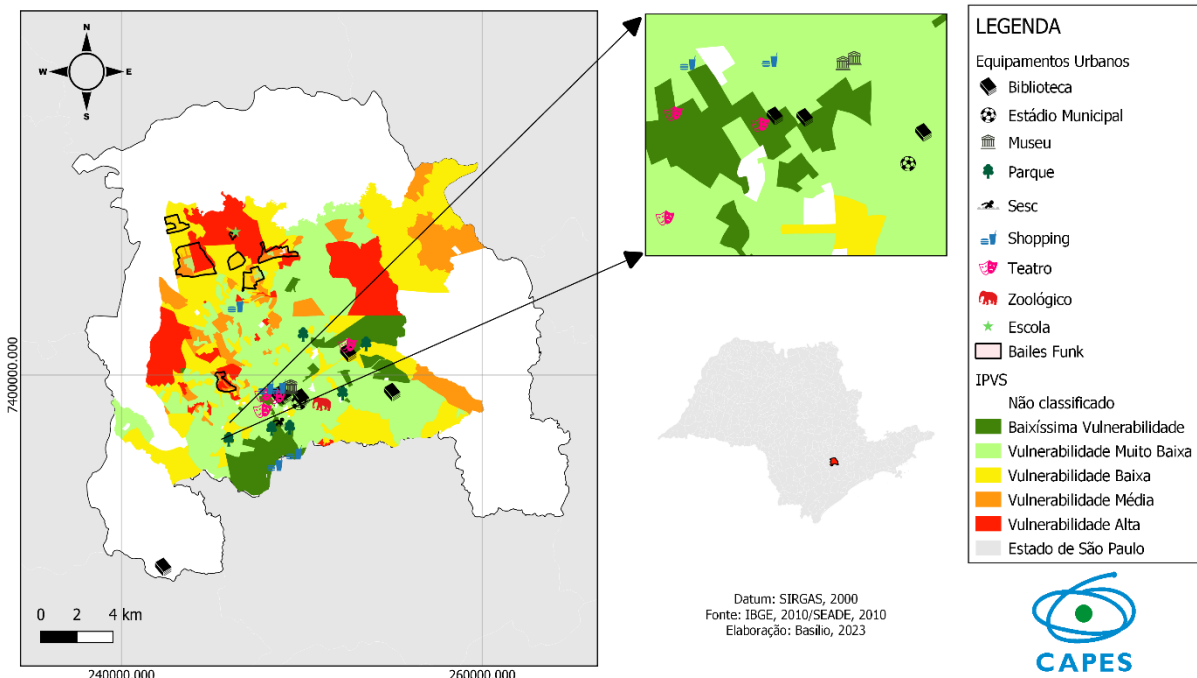 N
W
E
S
7400000.000
0 2 4 km
240000.000
260000.000
Datum: SIRGAS, 2000
Fonte: IBGE, 2010/SEADE, 2010
Elaboração: Basílio, 2023
LEGENDA
Equipamentos Urbanos
Biblioteca
Estádio Municipal
Museu
Parque
Sesc
Shopping
Teatro
Zoológico
Escola
Bailes Funk
IPVS
Não classificado
Baixíssima Vulnerabilidade
Vulnerabilidade Muito Baixa
Vulnerabilidade Baixa
Vulnerabilidade Média
Vulnerabilidade Alta
Estado de São Paulo
CAPES